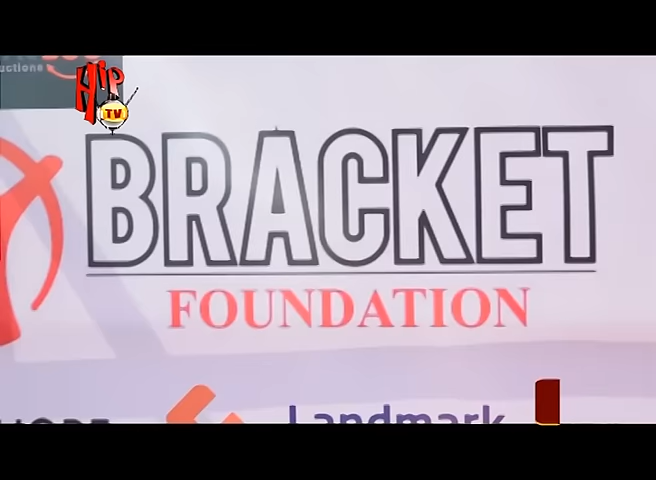 HIP
TV
BRACKET
FOUNDATION
Landmark